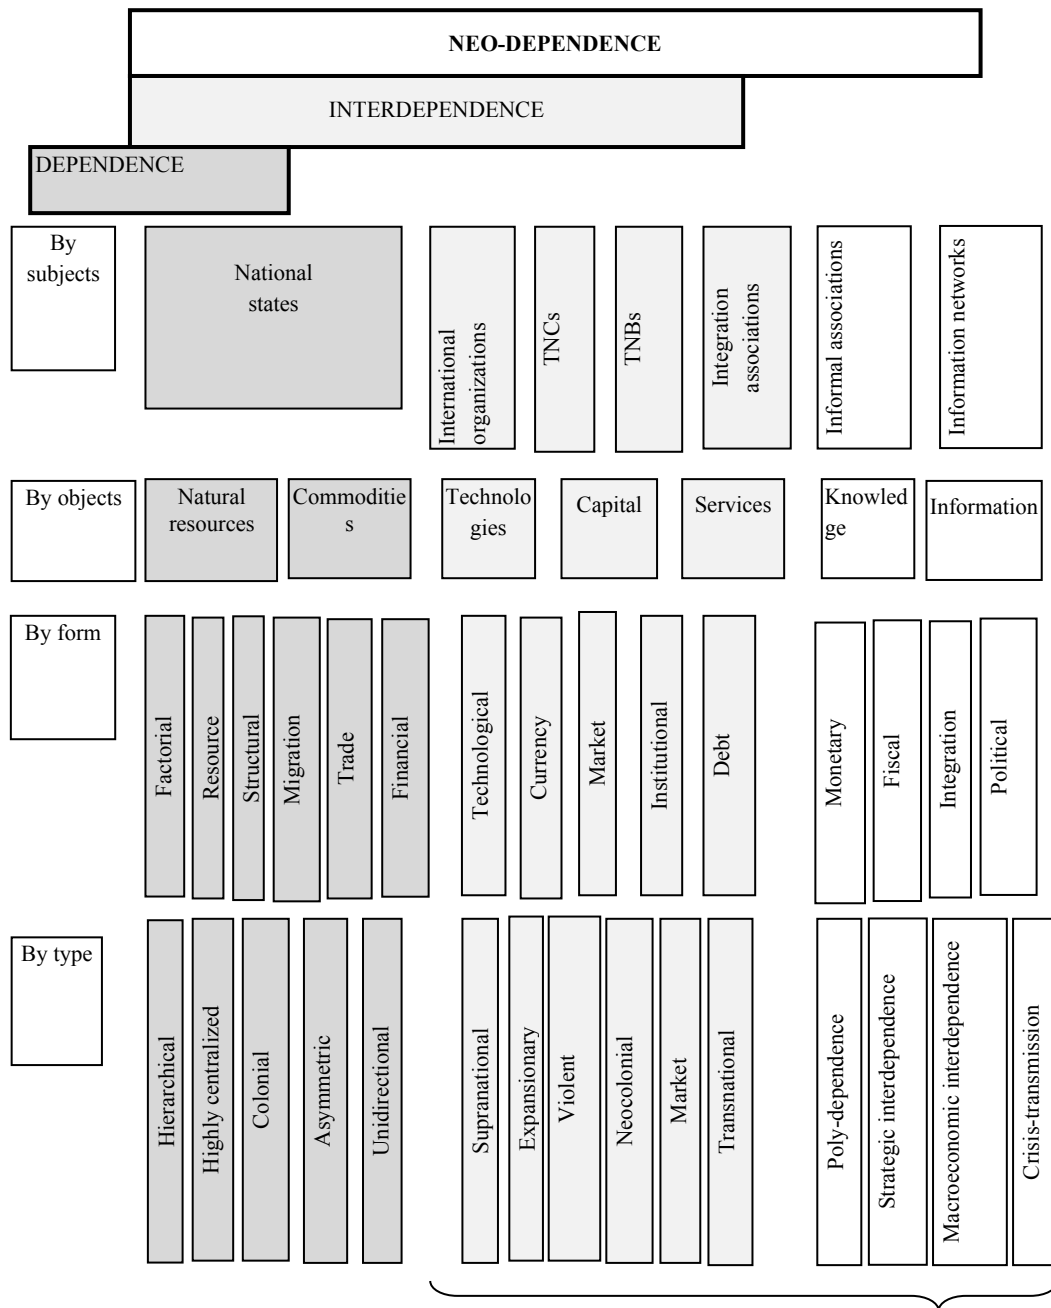 NEO-DEPENDENCE
INTERDEPENDENCE
DEPENDENCE
By
subjects
National
states
International
organizations
TNCs
TNBs
Integration
associations
Informal associations
Information networks
By objects
Natural
resources
Commoditie
s
Technolo
gies
Capital
Services
Knowled
ge
Information
By form
Factorial
Resource
Structural
Migration
Trade
Financial
Technological
Currency
Market
Institutional
Debt
Monetary
Fiscal
Integration
Political
By type
Hierarchical
Highly centralized
Colonial
Asymmetric
Unidirectional
Supranational
Expansionary
Violent
Neocolonial
Market
Transnational
Poly-dependence
Strategic interdependence
Macroeconomic interdependence
Crisis-transmission